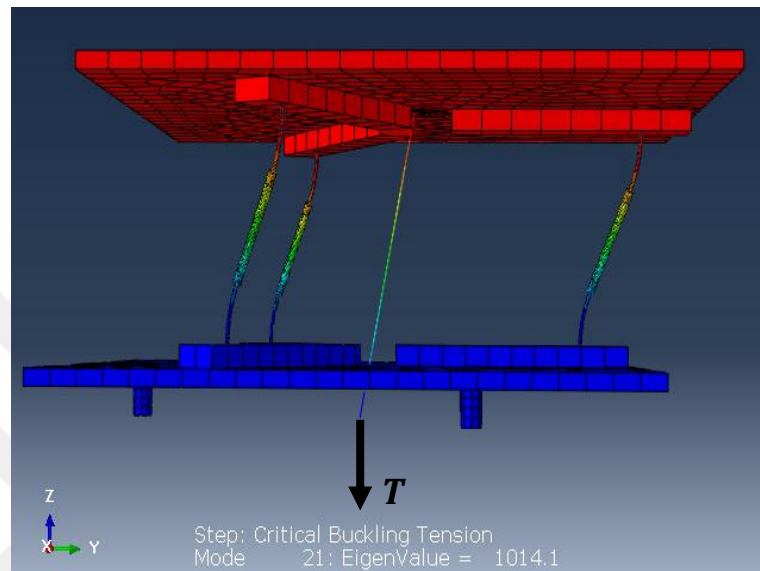 T
Z
X
Y
Step: Critical Buckling Tension
Mode 21: EigenValue = 1014.1